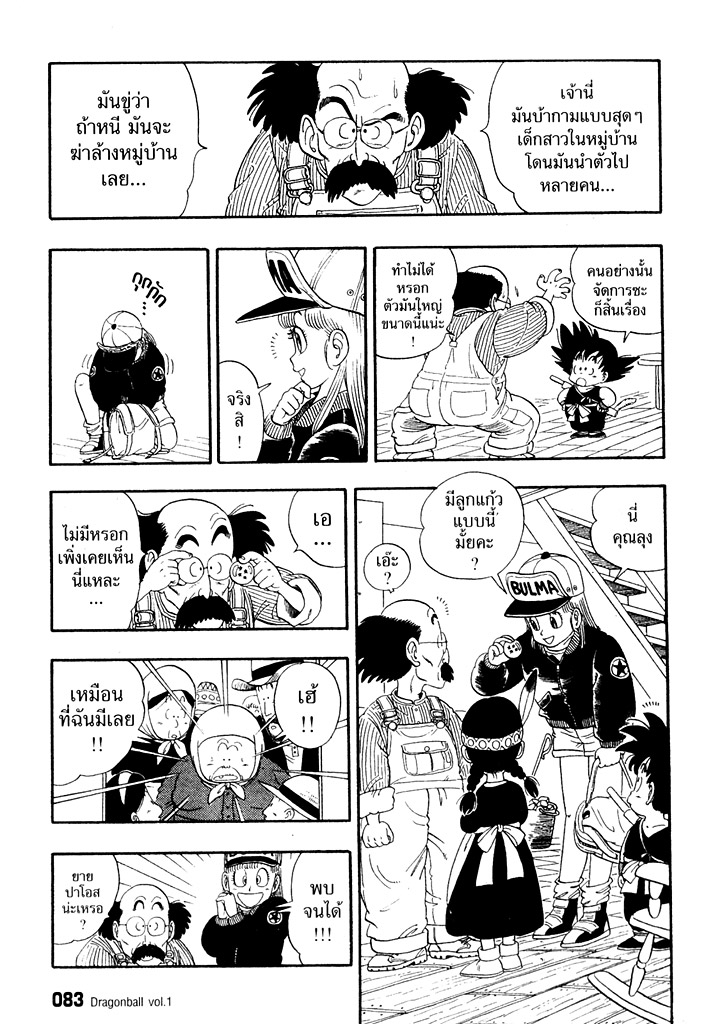 เจ้านี่
มันบ้ากามแบบสุดๆ
เด็กสาวในหมู่บ้าน
โดนมันนำตัวไป
หลายคน...
มันขู่ว่า
ถ้าหนี มันจะ
ฆ่าล้างหมู่บ้าน
เลย...
คนอย่างนั้น
จัดการซะ
ก็สิ้นเรื่อง
ทำไม่ได้
หรอก
ตัวมันใหญ่
ขนาดนี้แน่ะ
!
MA
จริง
สิ
!
กุกกัก
...
นี่
คุณลุง
มีลูกแก้ว
แบบนี้
มั้ยคะ
?
เอ๊ะ
?
BULMA
เอ
...
ไม่มีหรอก
เพิ่งเคยเห็น
นี่แหละ
...
เฮ้
!!
เหมือน
ที่ฉันมีเลย
!!
พบ
จนได้
!!!
ยาย
ปาโอส
น่ะเหรอ
?
083 Dragonball vol.1